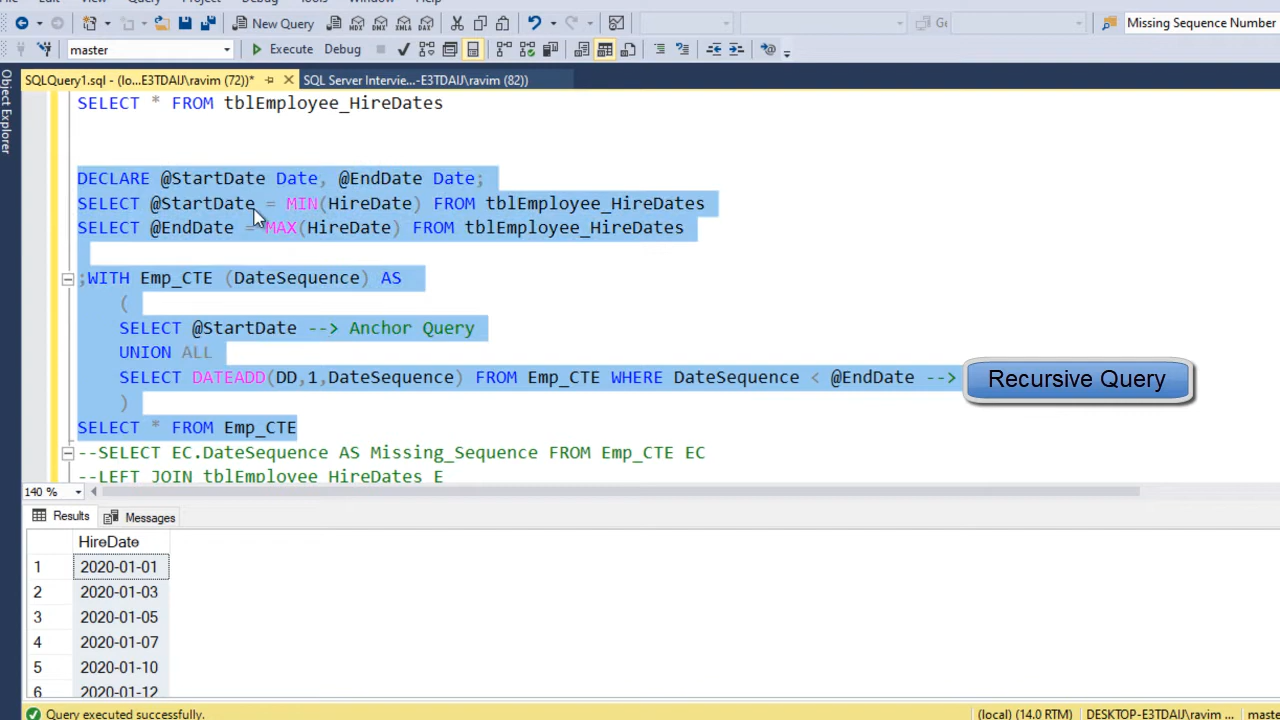 New Query
Missing Sequence Number
master
Execute
Debug
Object Explorer
SQLQuery1.sql - (lo...E3TDAIJ\ravim (72))*
SQL Server Intervie...-E3TDAIJ\ravim (82))
SELECT * FROM tblEmployee_HireDates
DECLARE @StartDate Date, @EndDate Date;
SELECT @StartDate = MIN(HireDate) FROM tblEmployee_HireDates
SELECT @EndDate = MAX(HireDate) FROM tblEmployee_HireDates
;WITH Emp_CTE (DateSequence) AS
(
SELECT @StartDate --> Anchor Query
UNION ALL
SELECT DATEADD(DD,1,DateSequence) FROM Emp_CTE WHERE DateSequence < @EndDate -->
Recursive Query
)
SELECT * FROM Emp_CTE
--SELECT EC.DateSequence AS Missing_Sequence FROM Emp_CTE EC
--LEFT JOIN tblEmployee_HireDates E
140 %
Results
Messages
HireDate
1 2020-01-01
2 2020-01-03
3 2020-01-05
4 2020-01-07
5 2020-01-10
6 2020-01-12
Query executed successfully.
(local) (14.0 RTM)
DESKTOP-E3TDAIJ\ravim ...